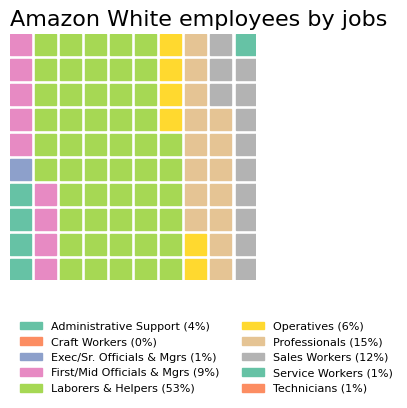 Amazon White employees by jobs
Administrative Support (4%)
Craft Workers (0%)
Exec/Sr. Officials & Mgrs (1%)
First/Mid Officials & Mgrs (9%)
Laborers & Helpers (53%)
Operatives (6%)
Professionals (15%)
Sales Workers (12%)
Service Workers (1%)
Technicians (1%)